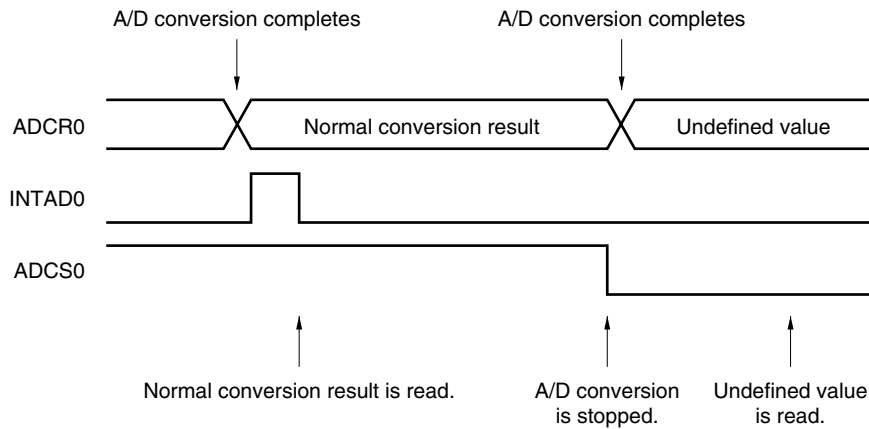 A/D conversion completes
A/D conversion completes
ADCR0
Normal conversion result
Undefined value
INTAD0
ADCS0
Normal conversion result is read.
A/D conversion
is stopped.
Undefined value
is read.